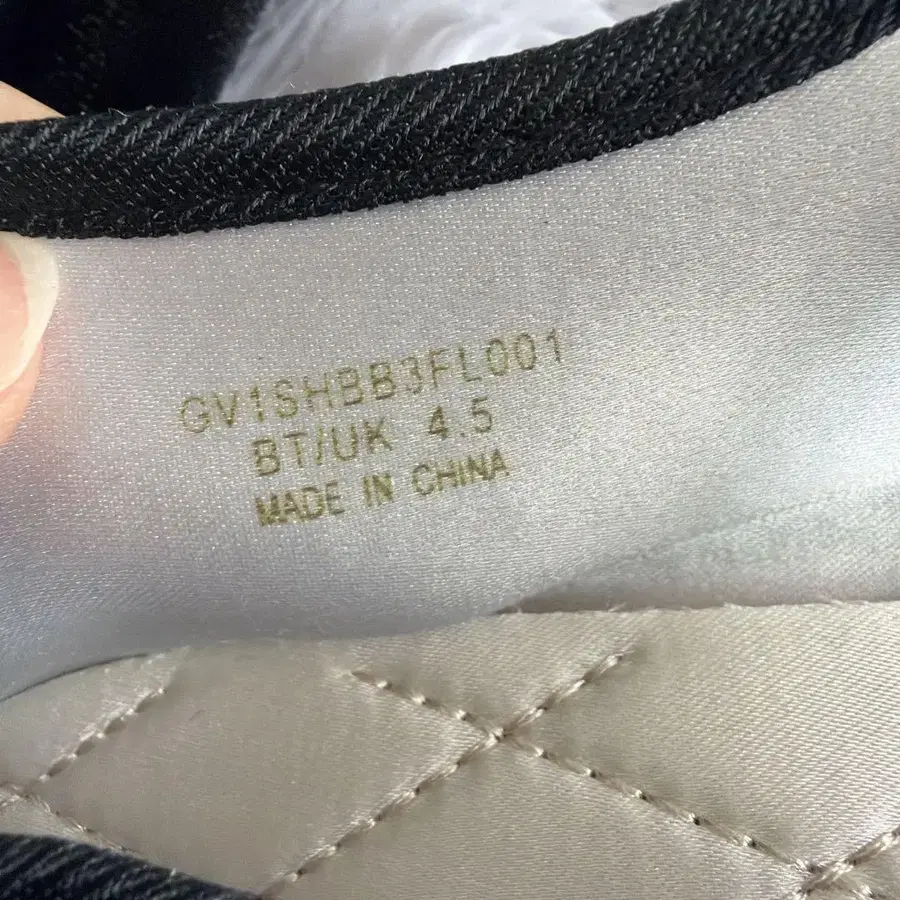 GV1SHBB3FL001
BT/UK 4.5
MADE IN CHINA